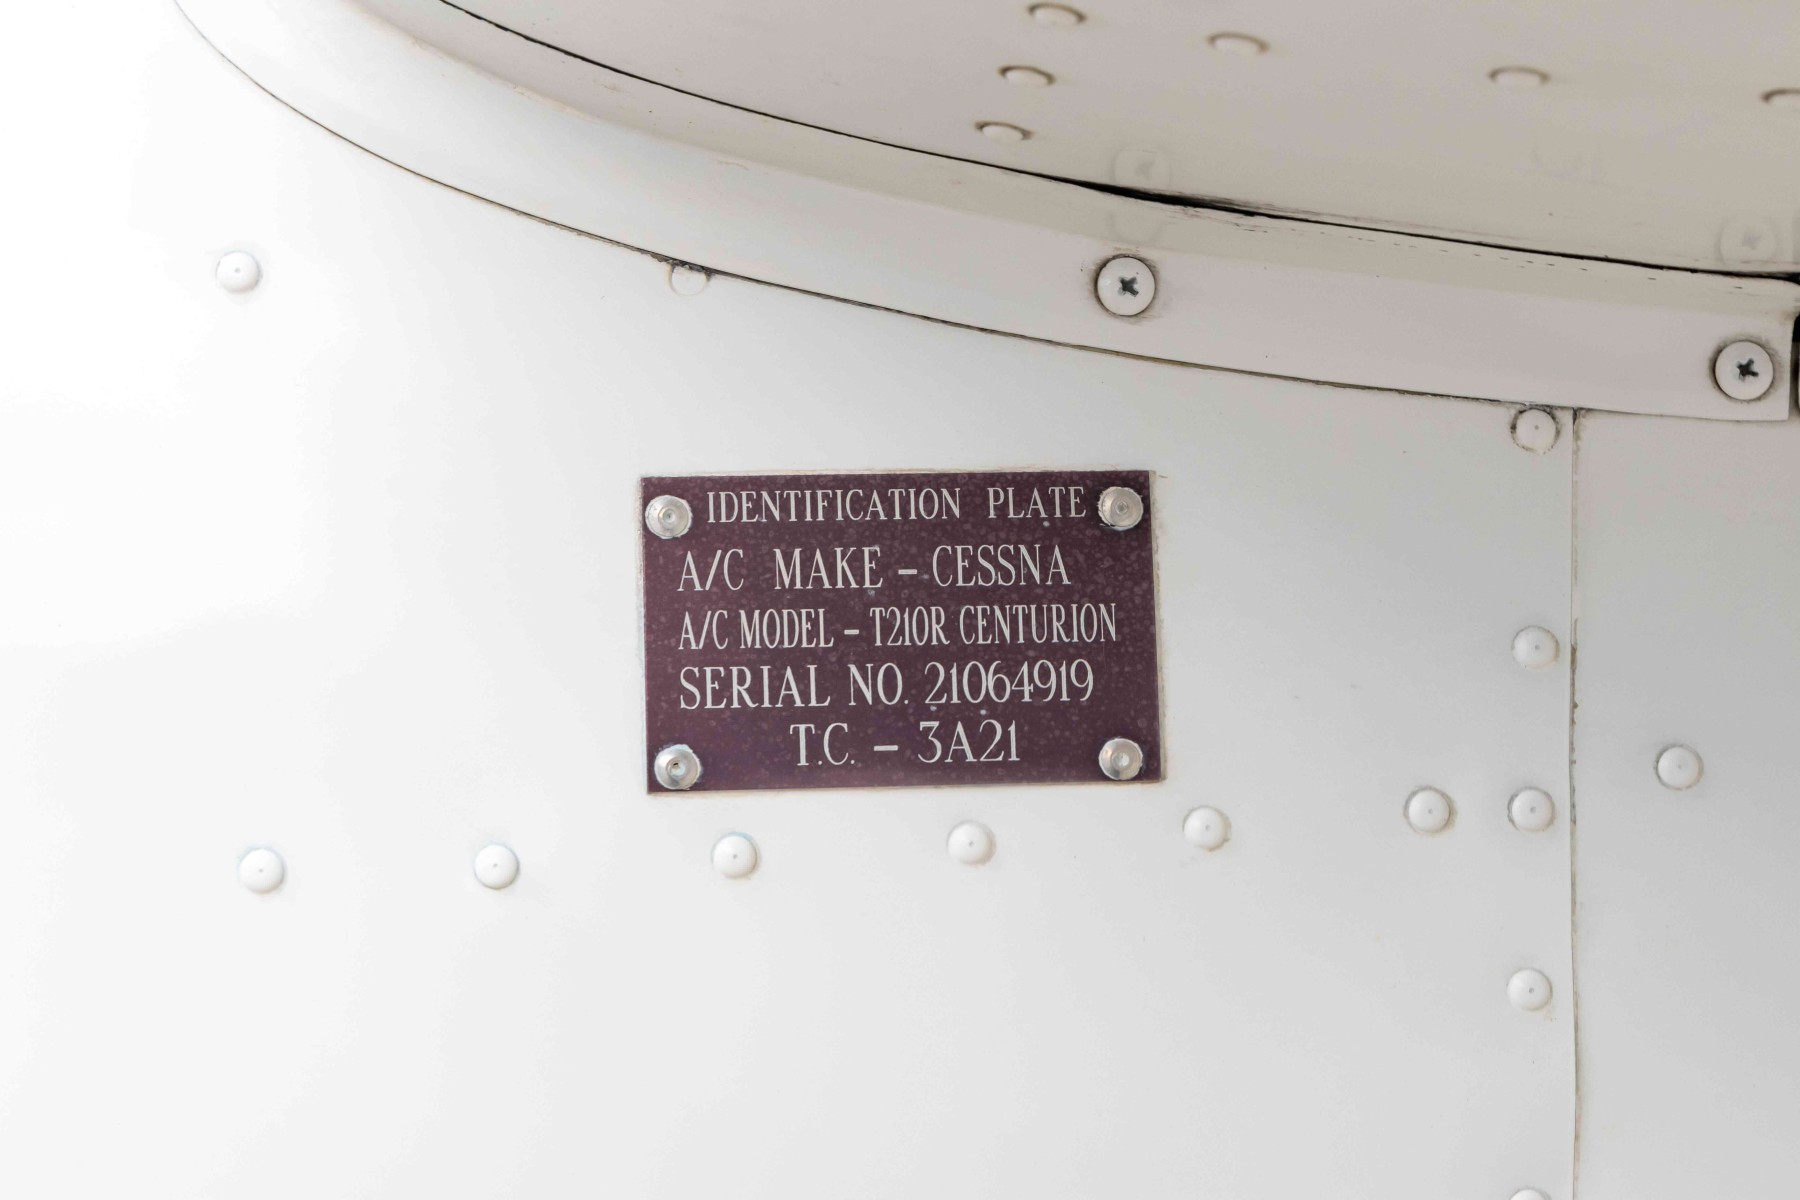 IDENTIFICATION PLATE
A/C MAKE – CESSNA
A/C MODEL – T210R CENTURION
SERIAL NO. 21064919
T.C. – 3A21